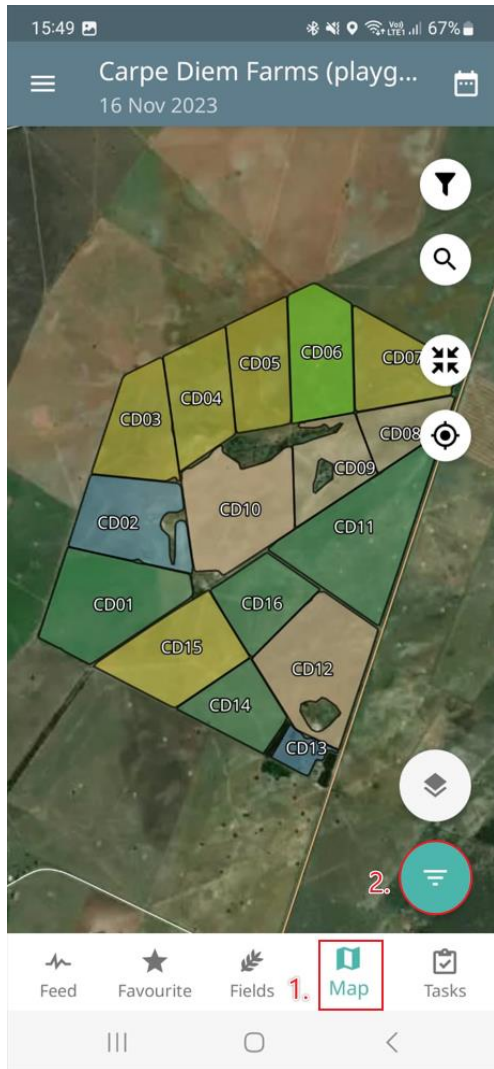 15:49 67%
Carpe Diem Farms (playg...
16 Nov 2023
CD06
CD05
CD07
CD04
CD03
CD08
CD09
CD10
CD02
CD11
CD01
CD16
CD15
CD12
CD14
CD13
2.
1.
Feed Favourite Fields Map Tasks